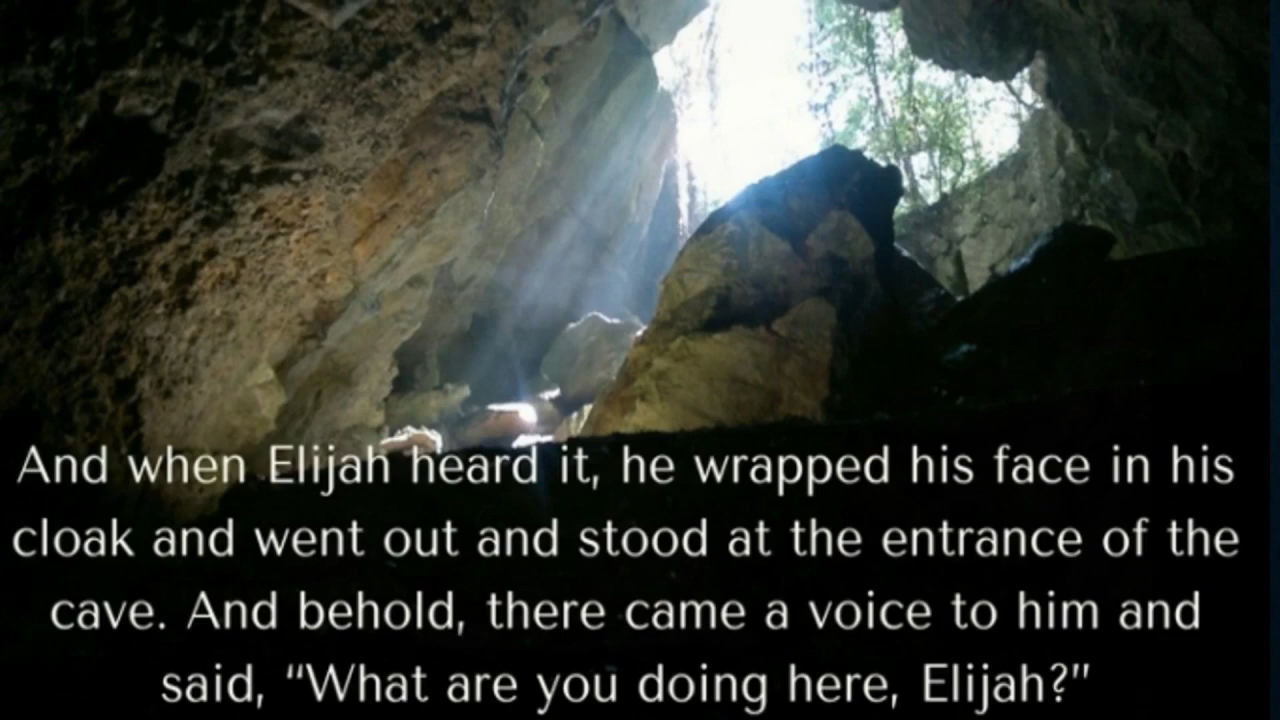 And when Elijah heard it, he wrapped his face in his
cloak and went out and stood at the entrance of the
cave. And behold, there came a voice to him and
said, “What are you doing here, Elijah?”